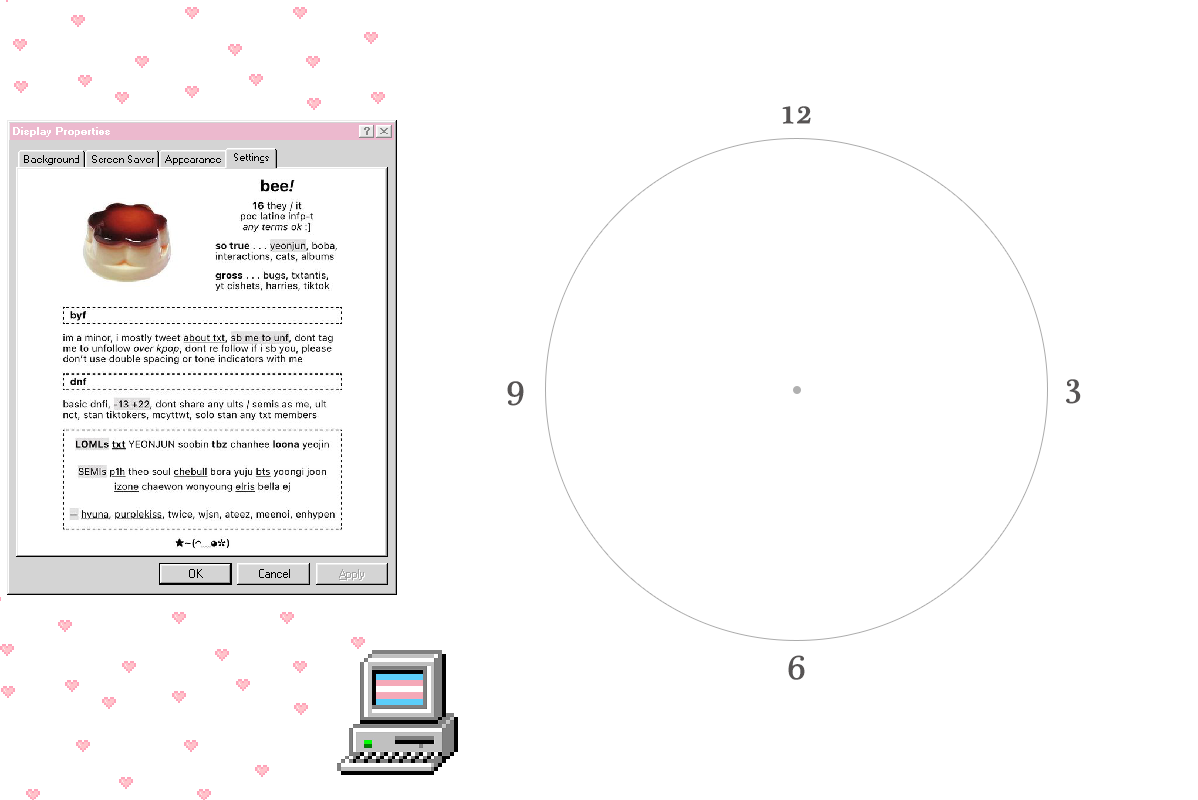 Display Properties
Background Screen Saver Appearance Settings
bee!
16 they / it
poc latine infp-t
any terms ok :]
so true . . . yeonjun, boba,
interactions, cats, albums
gross . . . bugs, txtantis,
yt cishets, harries, tiktok
byf
im a minor, i mostly tweet about txt, sb me to unf, dont tag
me to unfollow over kpop, dont re follow if i sb you, please
don't use double spacing or tone indicators with me
dnf
basic dnfi, -13 +22, dont share any ults / semis as me, ult
nct, stan tiktokers, mcyttwt, solo stan any txt members
LOMLs txt YEONJUN soobin tbz chanhee loona yeojin
SEMIs p1h theo soul chebull bora yuju bts yoongi joon
izone chaewon wonyoung elris bella ej
— hyuna, purplekiss, twice, wjsn, ateez, meenoi, enhypen
OK Cancel Apply
12
9
3
6